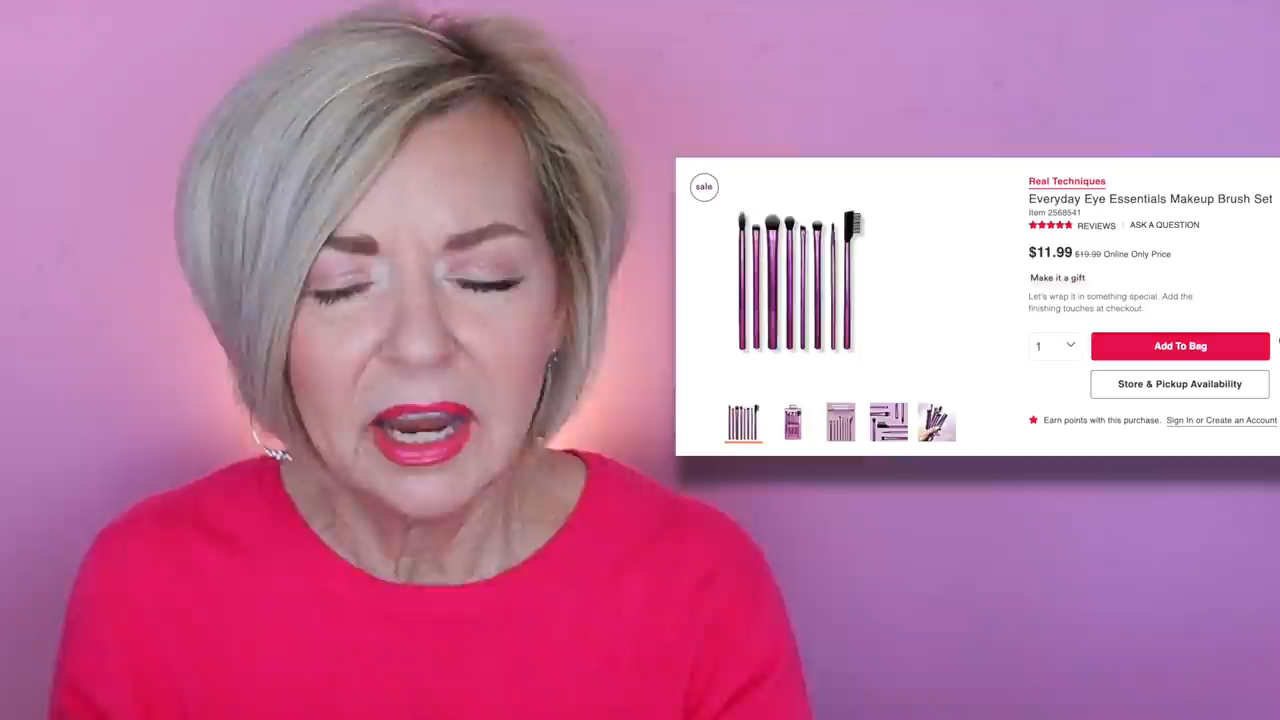 sale
Real Techniques
Everyday Eye Essentials Makeup Brush Set
Item 2568541
REVIEWS ASK A QUESTION
$11.99 $19.99 Online Only Price
Make it a gift
Let's wrap it in something special. Add the
finishing touches at checkout.
1 Add To Bag
Store & Pickup Availability
Earn points with this purchase. Sign In or Create an Account